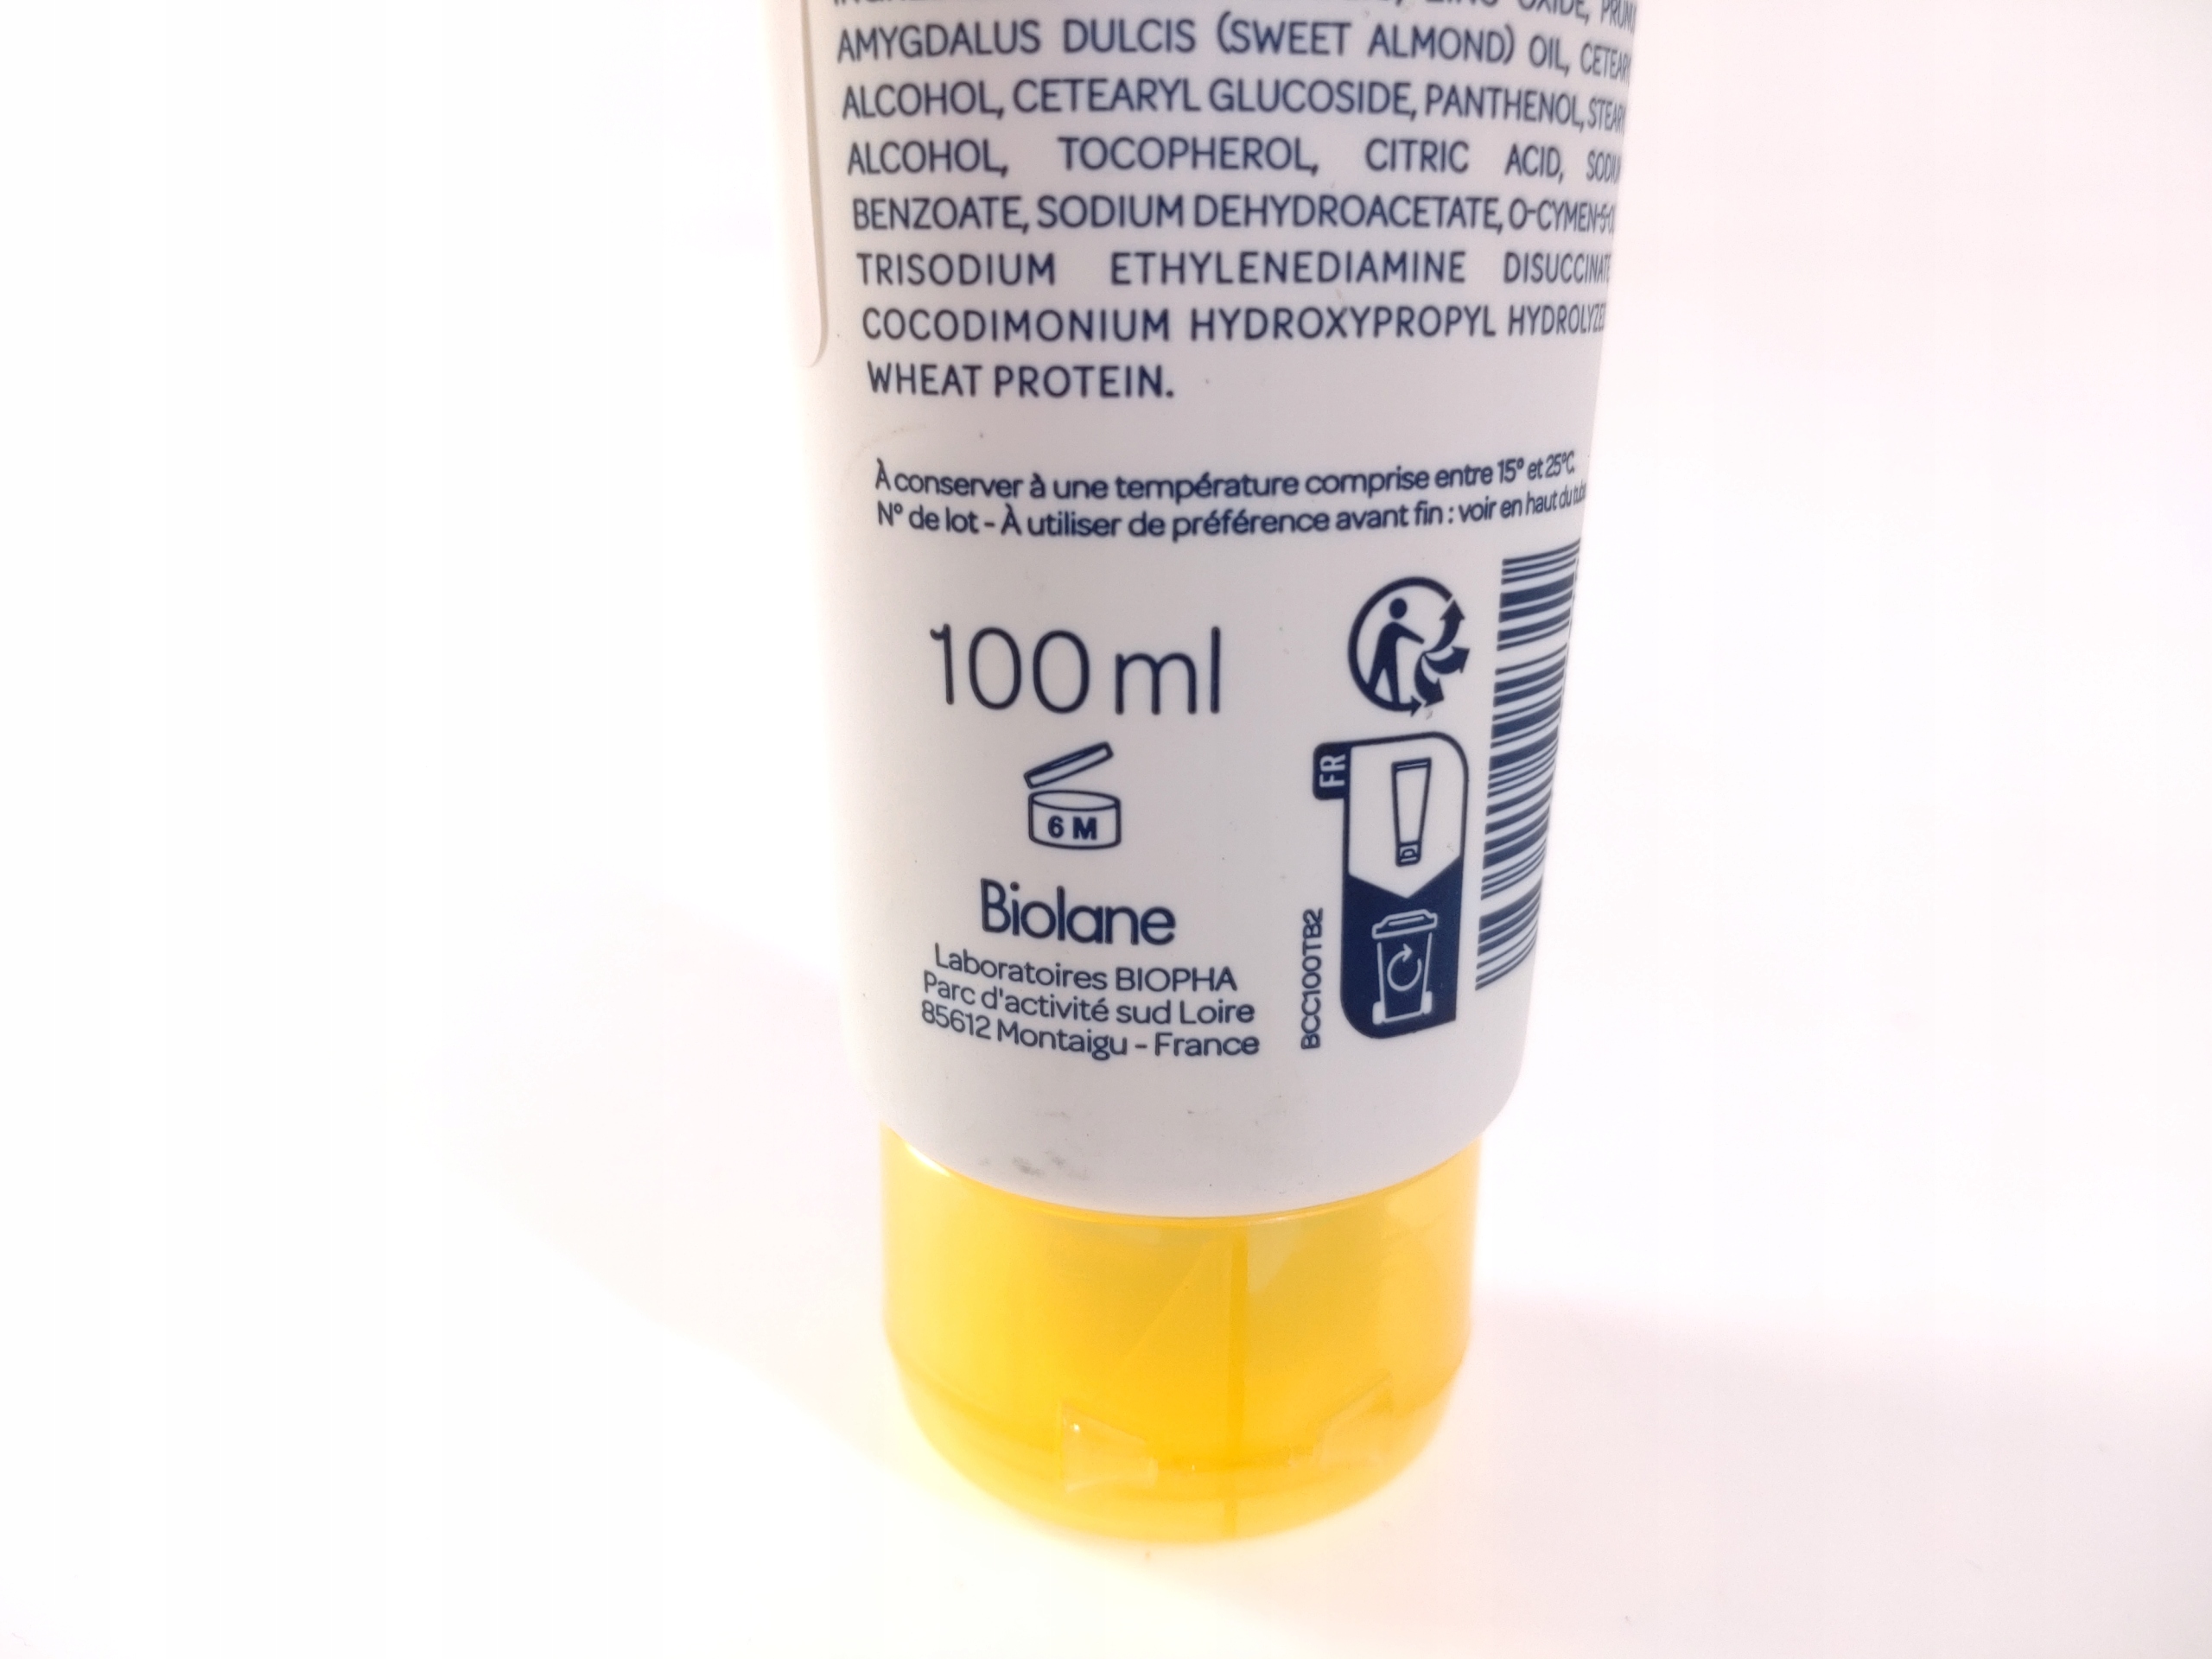 OXIDE,
AMYGDALUS DULCIS (SWEET ALMOND) OIL,
ALCOHOL, CETEARYL GLUCOSIDE, PANTHENOL,
ALCOHOL, TOCOPHEROL, CITRIC ACID,
BENZOATE, SODIUM DEHYDROACETATE,
TRISODIUM ETHYLENEDIAMINE
COCODIMONIUM HYDROXYPROPYL
WHEAT PROTEIN.
À conserver à une température comprise entre 15° et 25°C.
N° de lot - À utiliser de préférence avant fin : voir en haut du
100 ml
6 M
FR
Biolane
Laboratoires BIOPHA
Parc d'activité sud Loire
85612 Montaigu - France
BCC100TB2